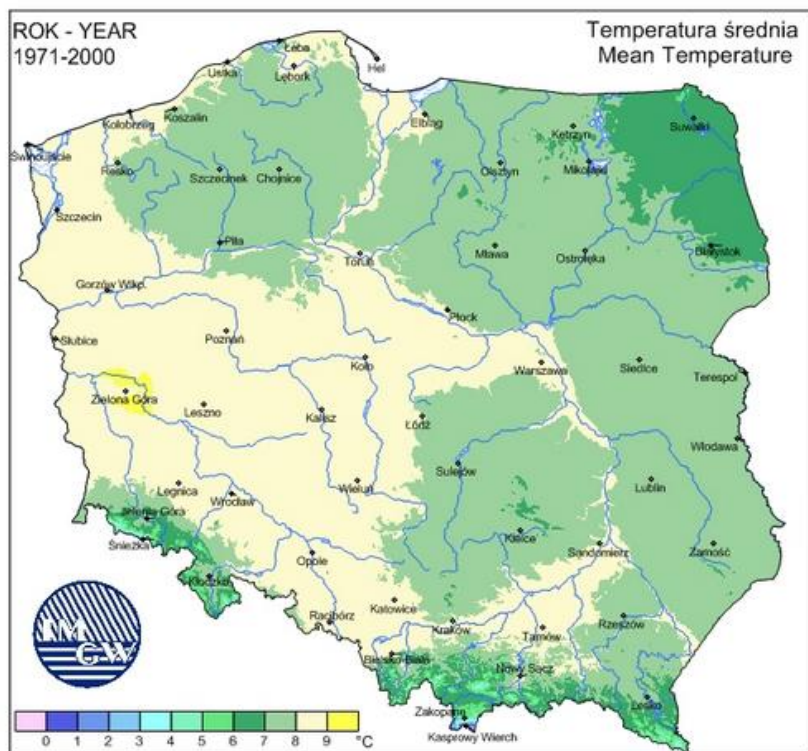 ROK - YEAR
1971-2000
Temperatura średnia
Mean Temperature
Łeba
Ustka
Lębork
Hel
Kołobrzeg
Koszalin
Elbląg
Kętrzyn
Suwałki
Świnoujście
Resko
Szczecinek
Chojnice
Olsztyn
Mikołajki
Szczecin
Piła
Toruń
Mława
Ostrołęka
Białystok
Gorzów Wlkp.
Płock
Słubice
Poznań
Koło
Warszawa
Siedlce
Terespol
Zielona Góra
Leszno
Kalisz
Łódź
Włodawa
Sulejów
Legnica
Wrocław
Wieluń
Lublin
Jelenia Góra
Śnieżka
Kielce
Sandomierz
Zamość
Opole
Kłodzko
Katowice
Racibórz
Kraków
Tarnów
Rzeszów
Bielsko-Biała
Nowy Sącz
Lesko
Zakopane
Kasprowy Wierch
IM
GW
0 1 2 3 4 5 6 7 8 9 °C